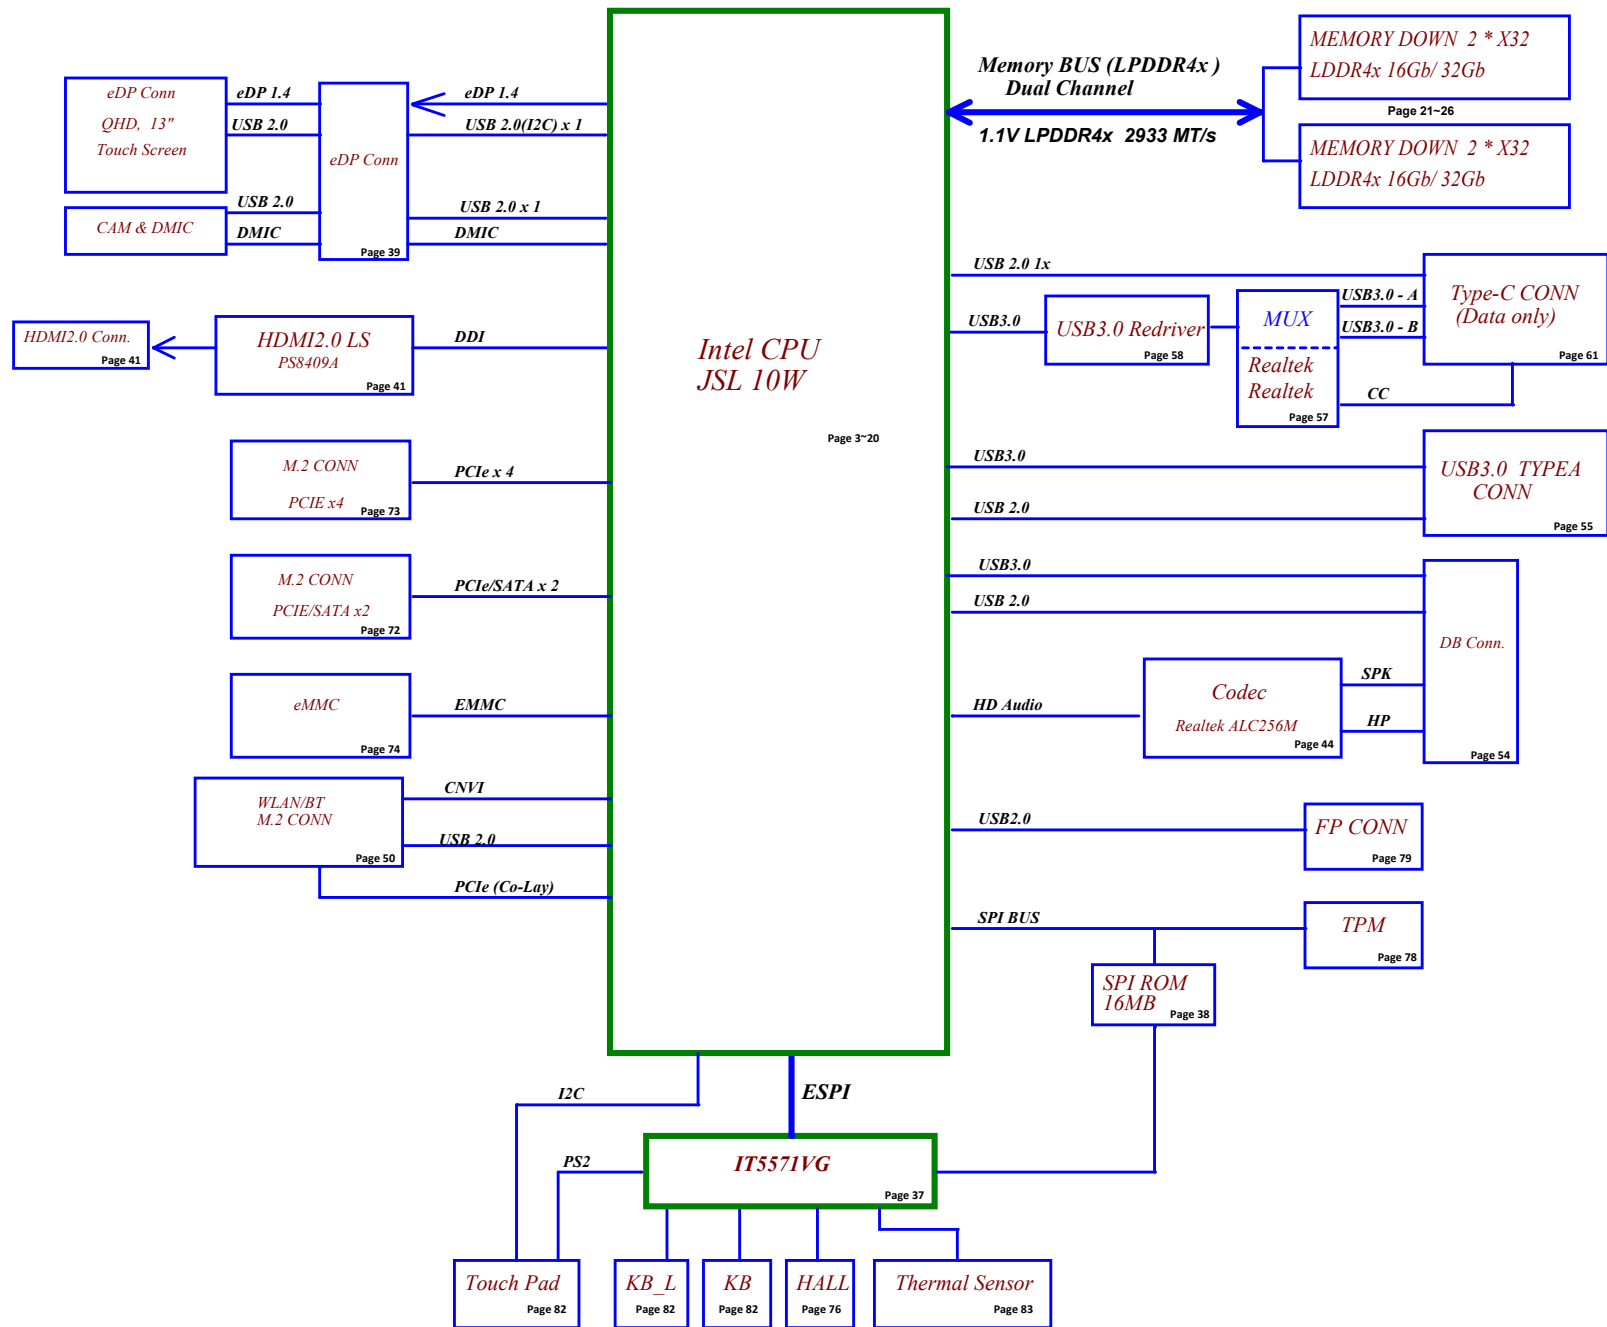 eDP Conn
QHD, 13"
Touch Screen
eDP 1.4
USB 2.0
eDP Conn
Page 39
eDP 1.4
USB 2.0(I2C) x 1
CAM & DMIC
USB 2.0
DMIC
USB 2.0 x 1
DMIC
HDMI2.0 Conn.
Page 41
HDMI2.0 LS
PS8409A
Page 41
DDI
M.2 CONN
PCIE x4
Page 73
PCIe x 4
M.2 CONN
PCIE/SATA x2
Page 72
PCIe/SATA x 2
eMMC
Page 74
EMMC
WLAN/BT
M.2 CONN
Page 50
CNVI
USB 2.0
PCIe (Co-Lay)
Intel CPU
JSL 10W
Page 3~20
Memory BUS (LPDDR4x )
Dual Channel
1.1V LPDDR4x 2933 MT/s
MEMORY DOWN 2 * X32
LDDR4x 16Gb/ 32Gb
Page 21~26
MEMORY DOWN 2 * X32
LDDR4x 16Gb/ 32Gb
USB 2.0 1x
USB3.0
USB3.0 Redriver
Page 58
MUX
Realtek
Realtek
Page 57
USB3.0 - A
USB3.0 - B
CC
Type-C CONN
(Data only)
Page 61
USB3.0
USB 2.0
USB3.0 TYPEA
CONN
Page 55
USB3.0
USB 2.0
DB Conn.
Page 54
HD Audio
Codec
Realtek ALC256M
Page 44
SPK
HP
USB2.0
FP CONN
Page 79
SPI BUS
TPM
Page 78
SPI ROM
16MB
Page 38
I2C
ESPI
PS2
IT5571VG
Page 37
Touch Pad
Page 82
KB_L
Page 82
KB
Page 82
HALL
Page 76
Thermal Sensor
Page 83